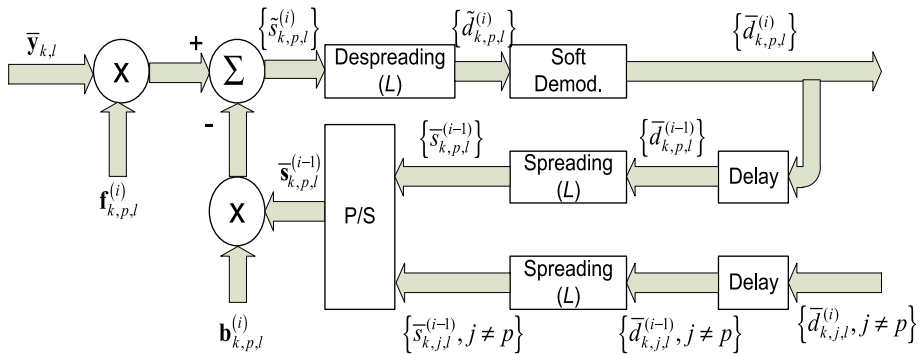 ȳ_{k,l}
X
f^{(i)}_{k,p,l}
+
-
Σ
{s̃^{(i)}_{k,p,l}}
Despreading
(L)
{d̃^{(i)}_{k,p,l}}
Soft
Demod.
{d̄^{(i)}_{k,p,l}}
X
b^{(i)}_{k,p,l}
s̄^{(i−1)}_{k,p,l}
P/S
{s̄^{(i−1)}_{k,p,l}}
Spreading
(L)
{d̄^{(i−1)}_{k,p,l}}
Delay
Spreading
(L)
Delay
{s̄^{(i−1)}_{k,j,l}, j ≠ p}
{d̄^{(i−1)}_{k,j,l}, j ≠ p}
{d̄^{(i)}_{k,j,l}, j ≠ p}